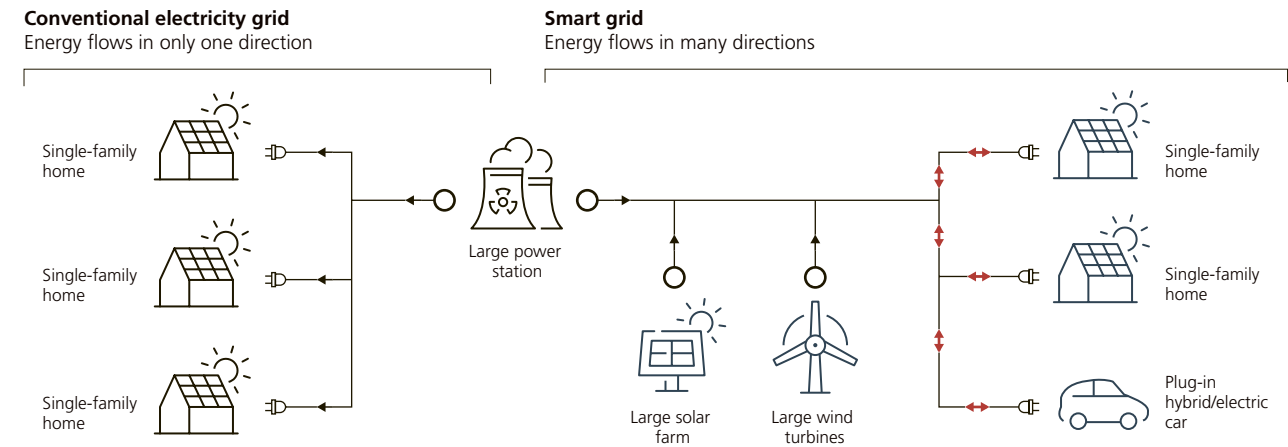 Conventional electricity grid
Energy flows in only one direction
Smart grid
Energy flows in many directions
Single-family
home
Single-family
home
Single-family
home
Large power
station
Large solar
farm
Large wind
turbines
Single-family
home
Single-family
home
Plug-in
hybrid/electric
car